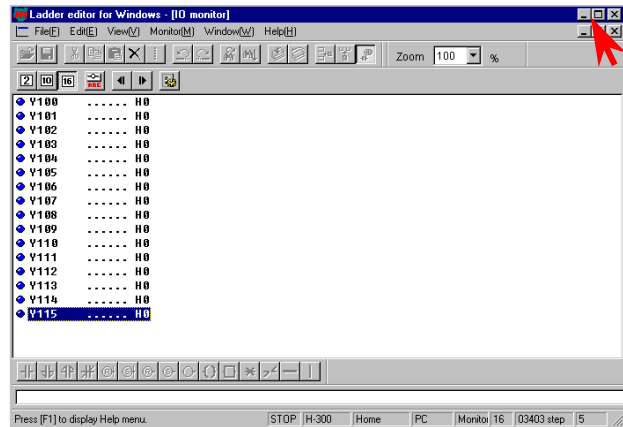 Ladder editor for Windows - [IO monitor]
File(F) Edit(E) View(V) Monitor(M) Window(W) Help(H)
Zoom 100 %
2 10 16 ABC
Y100 ...... H0
Y101 ...... H0
Y102 ...... H0
Y103 ...... H0
Y104 ...... H0
Y105 ...... H0
Y106 ...... H0
Y107 ...... H0
Y108 ...... H0
Y109 ...... H0
Y110 ...... H0
Y111 ...... H0
Y112 ...... H0
Y113 ...... H0
Y114 ...... H0
Y115 ...... H0
Press [F1] to display Help menu. STOP H-300 Home PC Monitor 16 03403 step 5